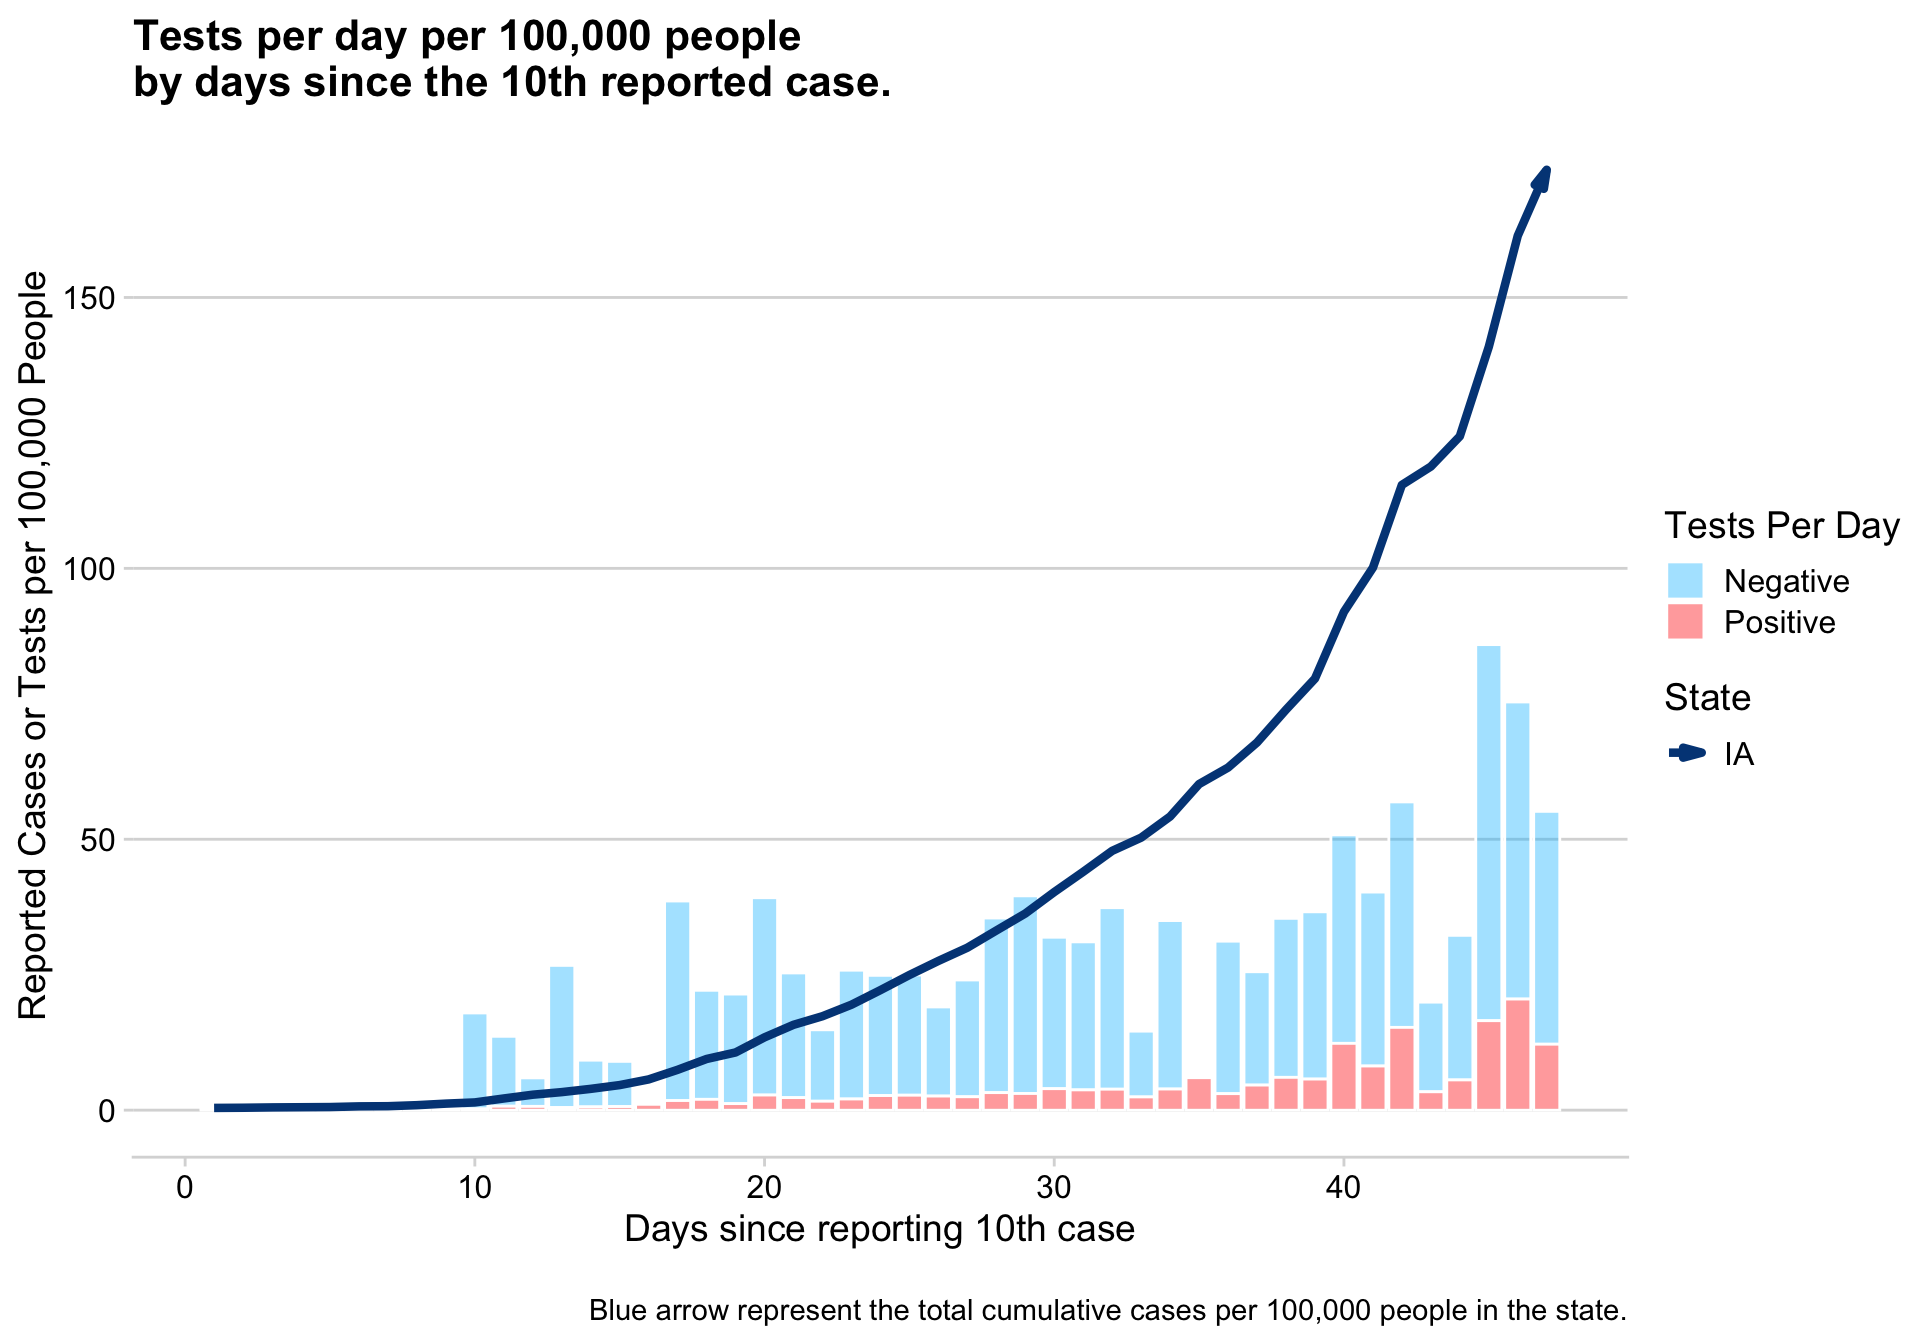 Tests per day per 100,000 people
by days since the 10th reported case.
Reported Cases or Tests per 100,000 People
150
100
50
0
0
10
20
30
40
Days since reporting 10th case
Tests Per Day
Negative
Positive
State
IA
Blue arrow represent the total cumulative cases per 100,000 people in the state.